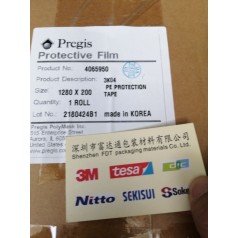 Pregis
Protective Film
Product No. 4065950
Product Description: 3K04
PE PROTECTION
TAPE
Size: 1280 X 200
Quantity: 1 ROLL
Lot No: 2180424B1 made in KOREA
Pregis PolyMask Inc.
深圳市富达通包装材料有限公司
Shenzhen FDT packaging materials Co.,Ltd
3M tesa
Nitto SEKISUI